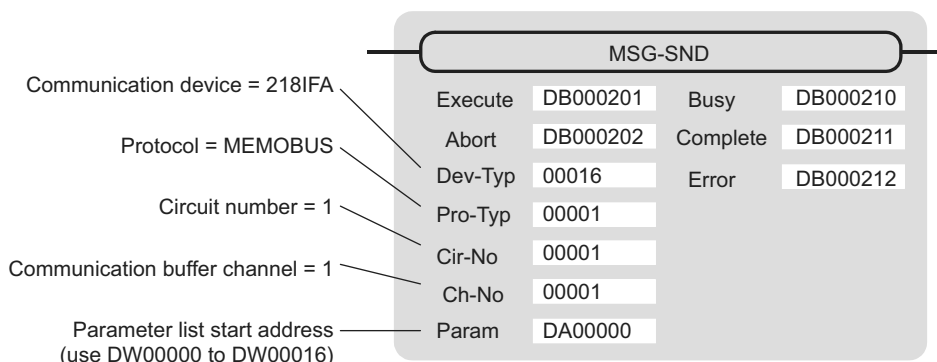 MSG-SND
Communication device = 218IFA
Protocol = MEMOBUS
Circuit number = 1
Communication buffer channel = 1
Parameter list start address
(use DW00000 to DW00016)
Execute DB000201 Busy DB000210
Abort DB000202 Complete DB000211
Dev-Typ 00016 Error DB000212
Pro-Typ 00001
Cir-No 00001
Ch-No 00001
Param DA00000